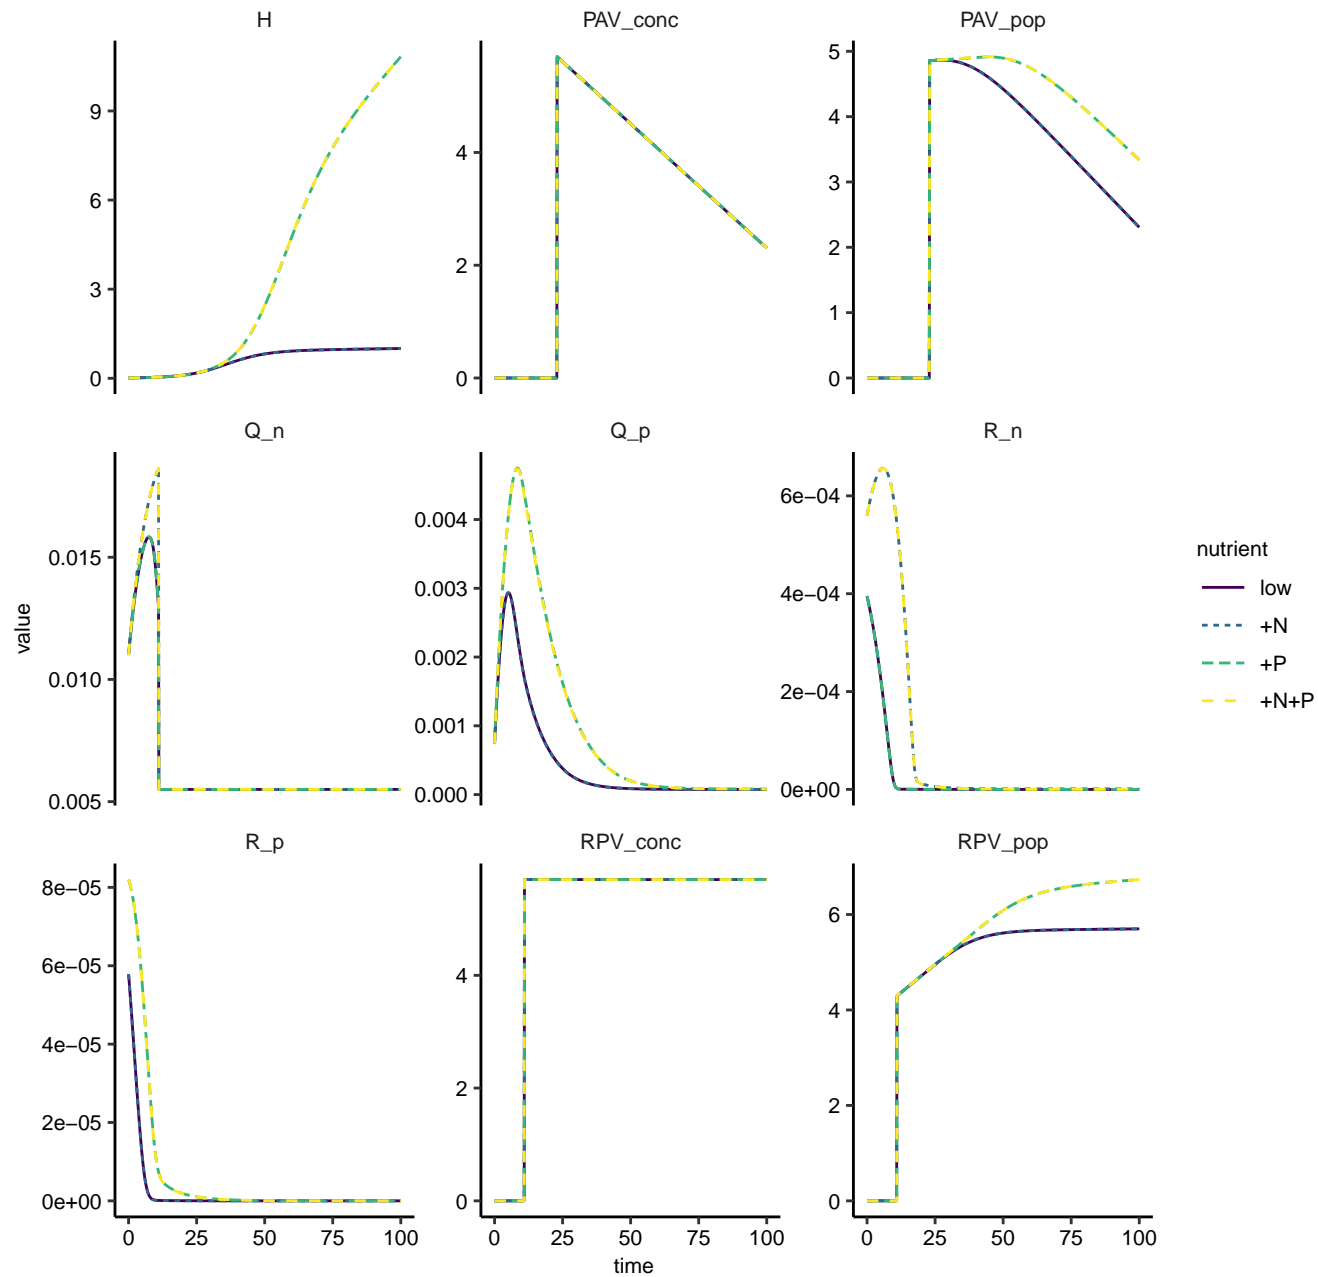 H
PAV_conc
PAV_pop
9
6
3
0
4
2
0
5
4
3
2
1
0
Q_n
Q_p
R_n
0.015
0.010
0.005
0.004
0.003
0.002
0.001
0.000
6e−04
4e−04
2e−04
0e+00
value
nutrient
low
+N
+P
+N+P
R_p
RPV_conc
RPV_pop
8e−05
6e−05
4e−05
2e−05
0e+00
4
2
0
6
4
2
0
0 25 50 75 100
0 25 50 75 100
0 25 50 75 100
time